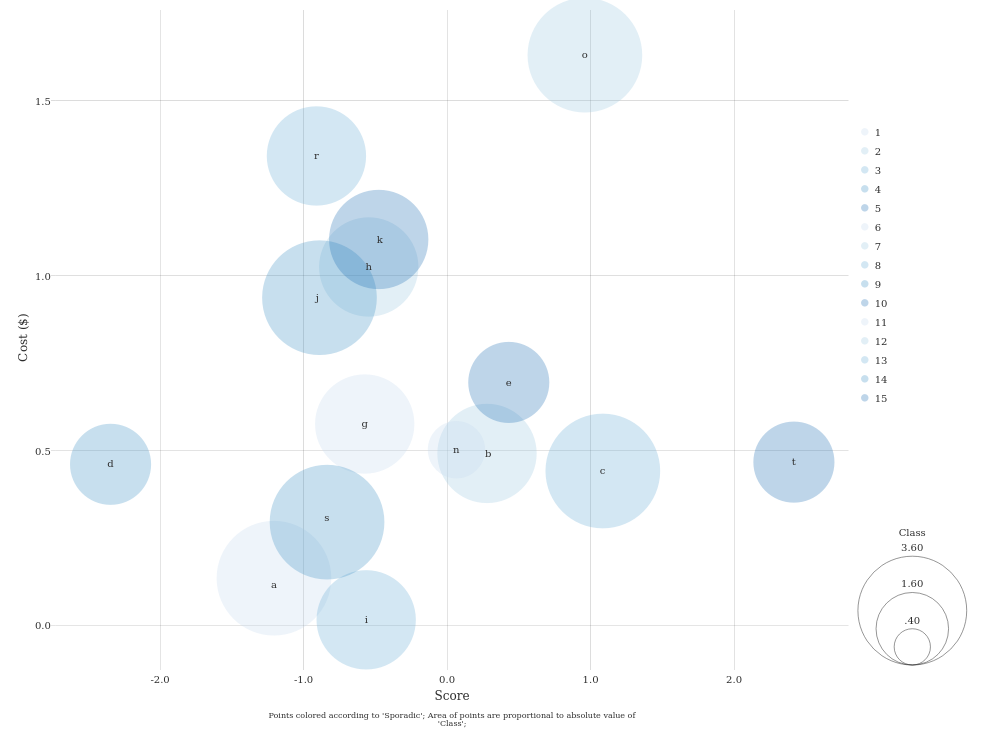 o
1.5
1
r
2
3
4
5
k
6
7
h
8
1.0
9
j
10
11
Cost ($)
12
13
e
14
15
g
n
b
0.5
d
t
c
s
Class
3.60
a
1.60
i
.40
0.0
-2.0 -1.0 0.0 1.0 2.0
Score
Points colored according to 'Sporadic'; Area of points are proportional to absolute value of
'Class';